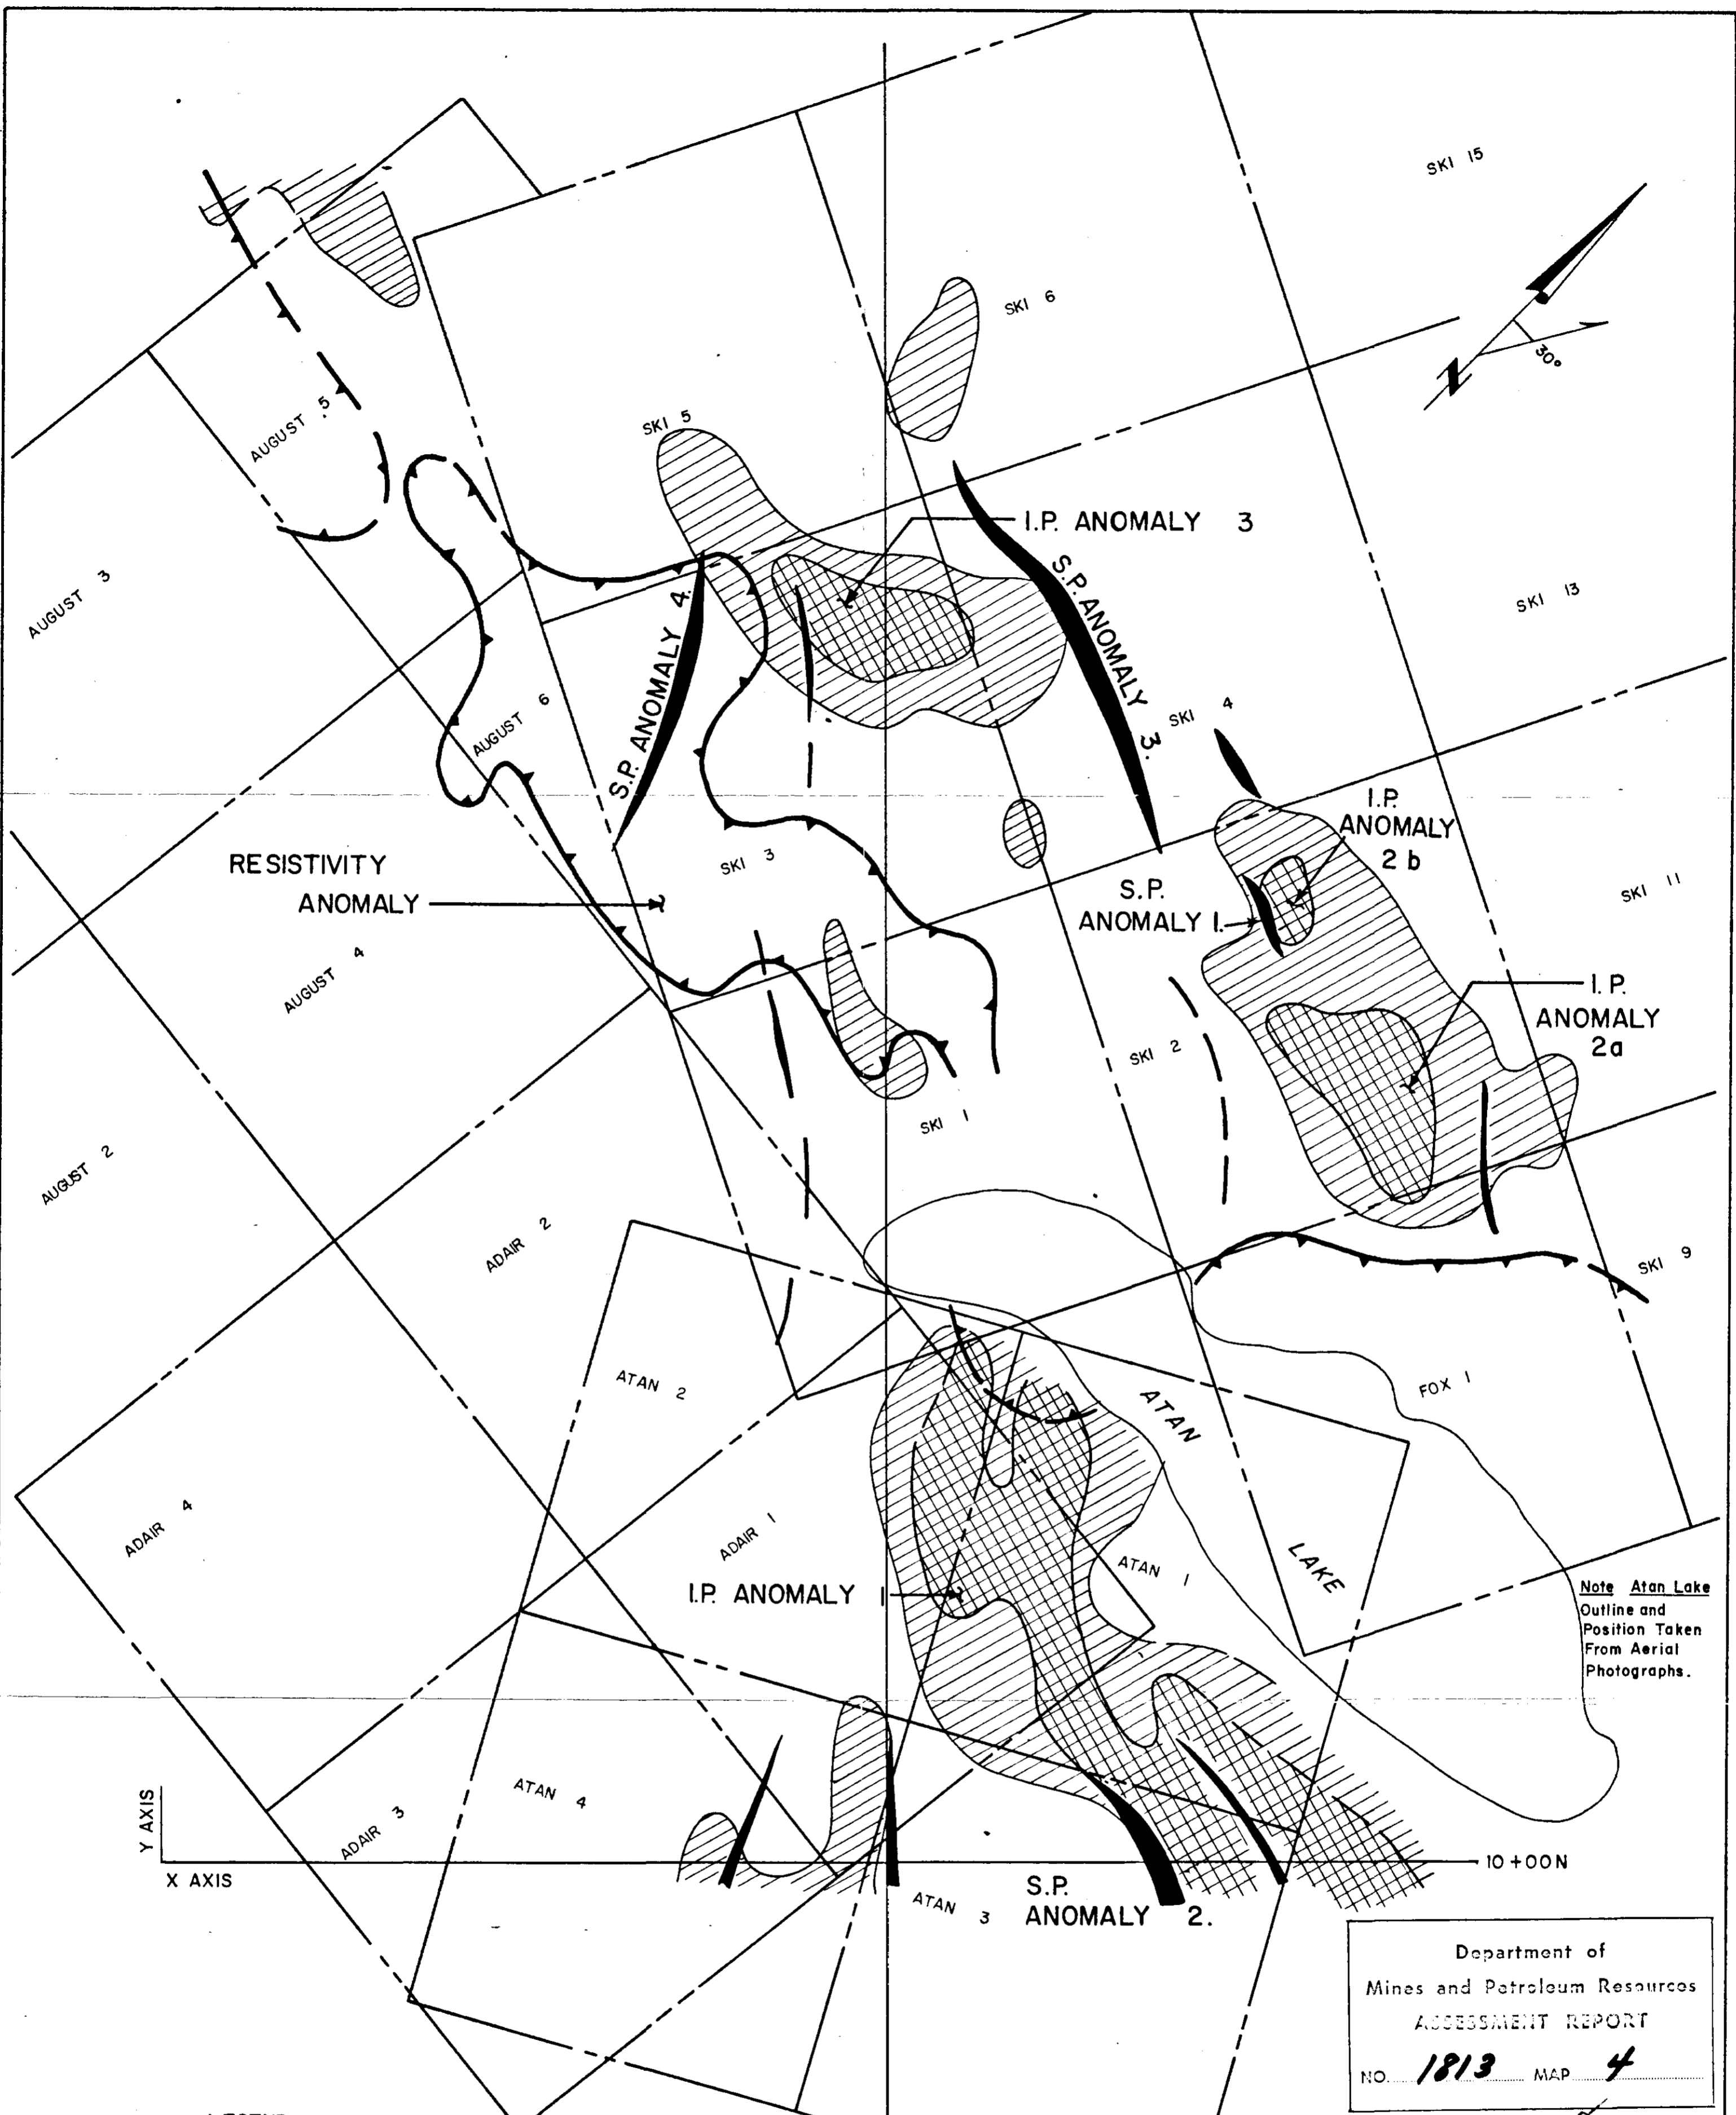 SKI 15
SKI 6
30°
N
AUGUST 5
SKI 5
I.P. ANOMALY 3
AUGUST 3
S.P. ANOMALY 3.
SKI 13
S.P. ANOMALY 4.
AUGUST 6
SKI 4
RESISTIVITY
ANOMALY
SKI 3
I.P.
ANOMALY
2 b
S.P.
ANOMALY 1.
SKI 11
AUGUST 4
I. P.
ANOMALY
2a
SKI 2
SKI 1
AUGUST 2
ADAIR 2
SKI 9
ATAN 2
ATAN
LAKE
FOX 1
ADAIR 4
ADAIR 1
I.P. ANOMALY 1
ATAN 1
Note Atan Lake
Outline and
Position Taken
From Aerial
Photographs.
ATAN 4
ADAIR 3
Y AXIS
X AXIS
10+00N
ATAN 3
S.P.
ANOMALY 2.
Department of
Mines and Petroleum Resources
ASSESSMENT REPORT
NO. 1813 MAP 4